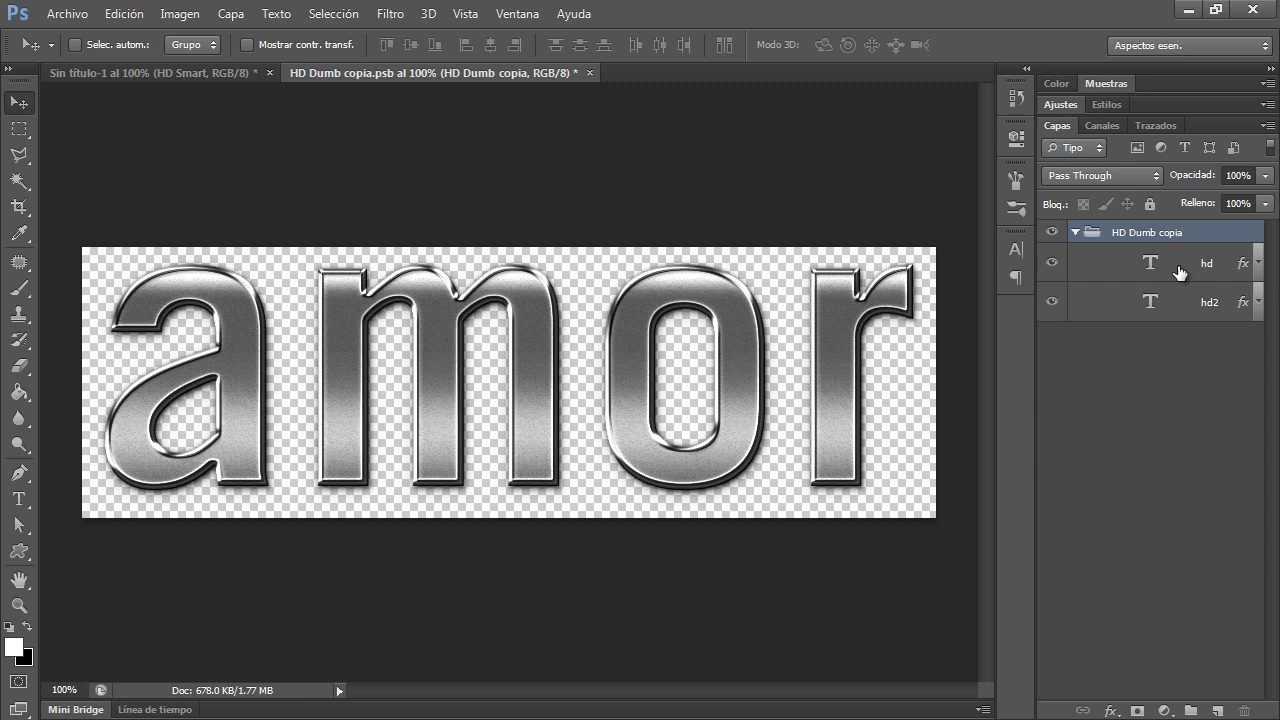 Ps Archivo Edición Imagen Capa Texto Selección Filtro 3D Vista Ventana Ayuda
Selec. autom.: Grupo Mostrar contr. transf. Modo 3D: Aspectos esen.
Sin título-1 al 100% (HD Smart, RGB/8) * × HD Dumb copia.psb al 100% (HD Dumb copia, RGB/8) * ×
Color Muestras
Ajustes Estilos
Capas Canales Trazados
Tipo
Pass Through Opacidad: 100%
Bloq.: Relleno: 100%
HD Dumb copia
hd fx
hd2 fx
amor
100% Doc: 678.0 KB/1.77 MB
Mini Bridge Línea de tiempo
fx